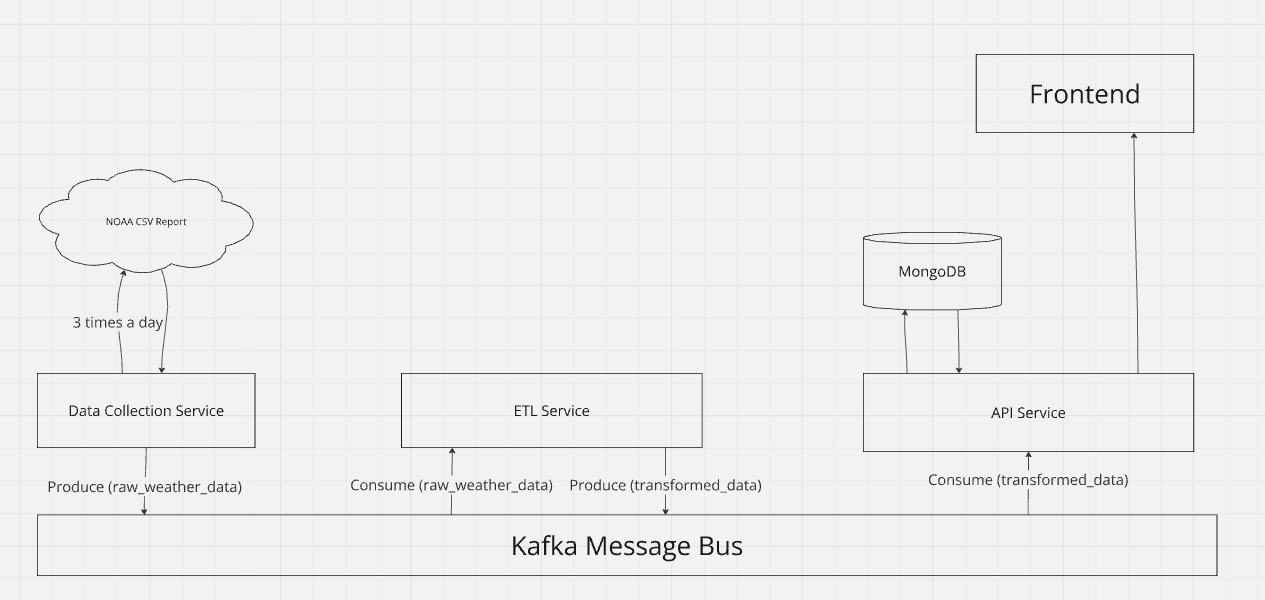 Frontend
NOAA CSV Report
MongoDB
3 times a day
Data Collection Service
ETL Service
API Service
Produce (raw_weather_data)
Consume (raw_weather_data)
Produce (transformed_data)
Consume (transformed_data)
Kafka Message Bus